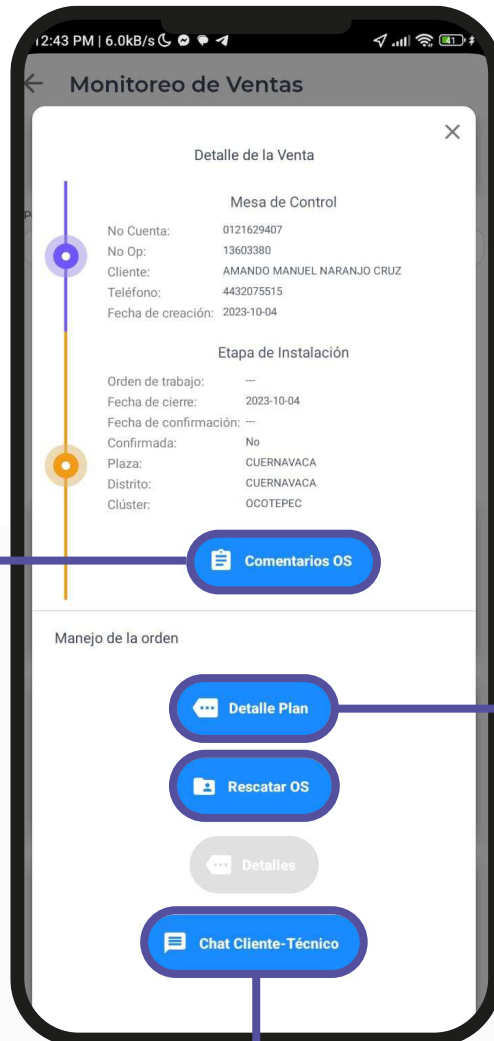 12:43 PM | 6.0kB/s
41
Monitoreo de Ventas
Detalle de la Venta
Mesa de Control
No Cuenta: 0121629407
No Op: 13603380
Cliente: AMANDO MANUEL NARANJO CRUZ
Teléfono: 4432075515
Fecha de creación: 2023-10-04
Etapa de Instalación
Orden de trabajo: ---
Fecha de cierre: 2023-10-04
Fecha de confirmación: ---
Confirmada: No
Plaza: CUERNAVACA
Distrito: CUERNAVACA
Clúster: OCOTEPEC
Comentarios OS
Manejo de la orden
Detalle Plan
Rescatar OS
Detalles
Chat Cliente-Técnico